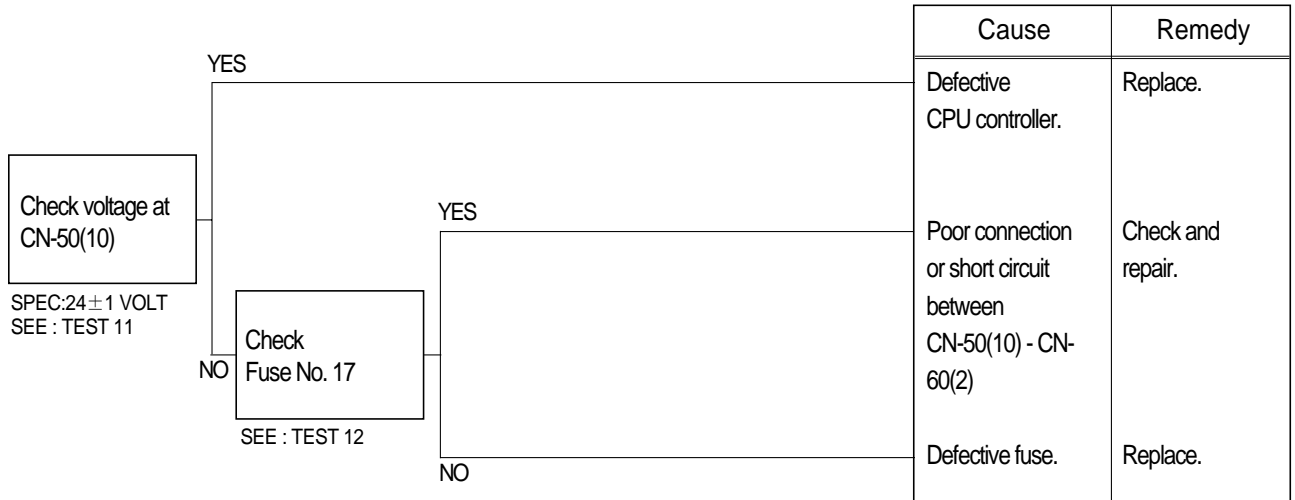 Cause Remedy
YES
Defective Replace.
CPU controller.
Check voltage at
CN-50(10)
SPEC:24±1 VOLT
SEE : TEST 11
YES
Poor connection Check and
or short circuit repair.
between
CN-50(10) - CN-
60(2)
NO
Check
Fuse No. 17
SEE : TEST 12
NO
Defective fuse. Replace.